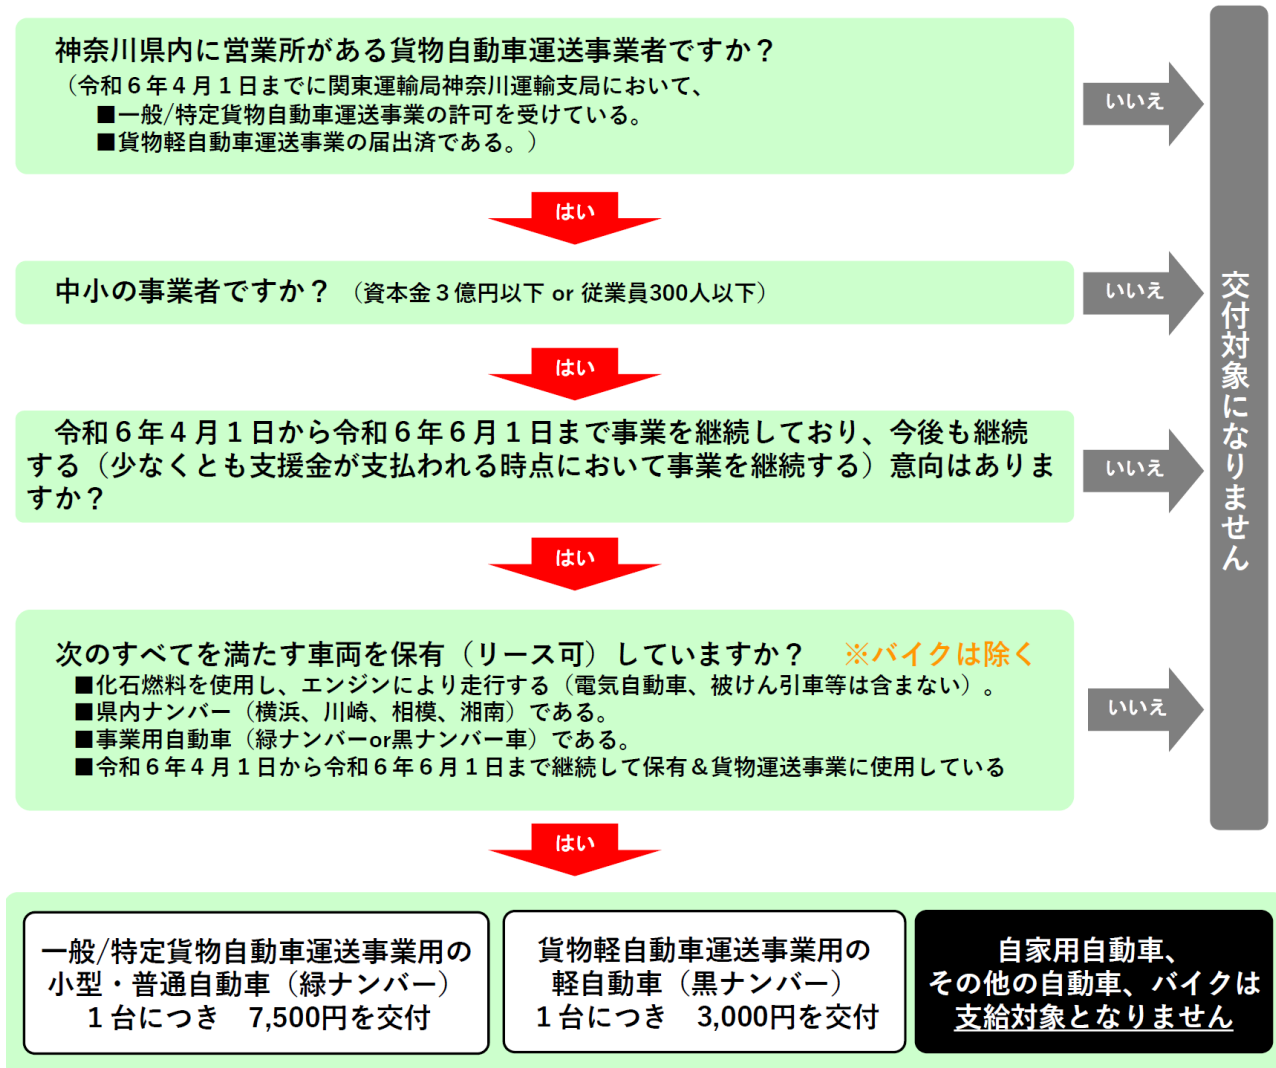 神奈川県内に営業所がある貨物自動車運送事業者ですか？
（令和６年４月１日までに関東運輸局神奈川運輸支局において、
■一般/特定貨物自動車運送事業の許可を受けている。
■貨物軽自動車運送事業の届出済である。）
いいえ
はい
中小の事業者ですか？ （資本金３億円以下 or 従業員300人以下）
いいえ
はい
令和６年４月１日から令和６年６月１日まで事業を継続しており、今後も継続
する（少なくとも支援金が支払われる時点において事業を継続する）意向はありま
すか？
いいえ
はい
次のすべてを満たす車両を保有（リース可）していますか？ ※バイクは除く
■化石燃料を使用し、エンジンにより走行する（電気自動車、被けん引車等は含まない）。
■県内ナンバー（横浜、川崎、相模、湘南）である。
■事業用自動車（緑ナンバーor黒ナンバー車）である。
■令和６年４月１日から令和６年６月１日まで継続して保有＆貨物運送事業に使用している
いいえ
はい
交付対象になりません
一般/特定貨物自動車運送事業用の
小型・普通自動車（緑ナンバー）
１台につき 7,500円を交付
貨物軽自動車運送事業用の
軽自動車（黒ナンバー）
１台につき 3,000円を交付
自家用自動車、
その他の自動車、バイクは
支給対象となりません